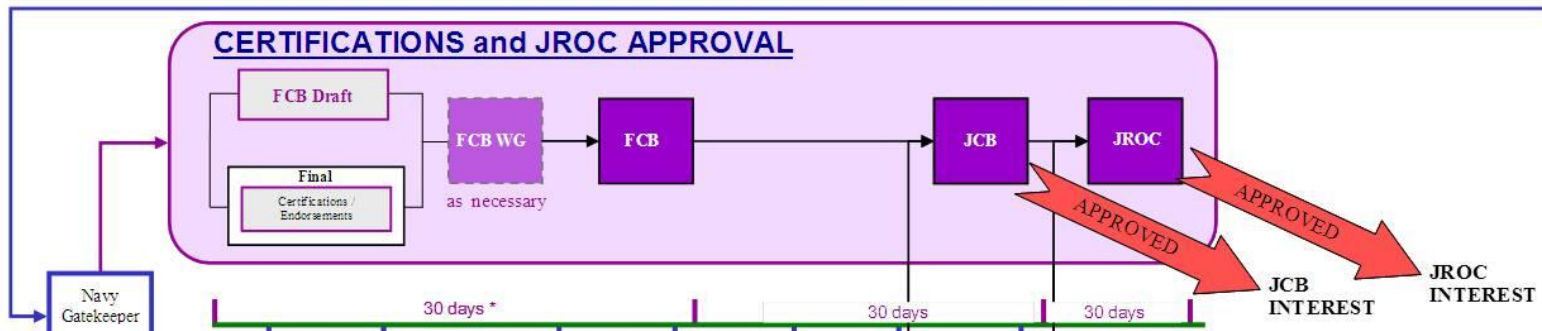 CERTIFICATIONS and JROC APPROVAL
FCB Draft
FCB WG
as necessary
FCB
JCB
JROC
Final
Certifications /
Endorsements
APPROVED
APPROVED
JCB
INTEREST
JROC
INTEREST
Navy
Gatekeeper
30 days *
30 days
30 days